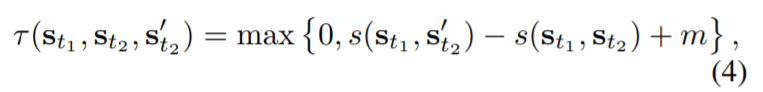 τ(s_{t_1}, s_{t_2}, s'_{t_2}) = max {0, s(s_{t_1}, s'_{t_2}) − s(s_{t_1}, s_{t_2}) + m} ,
(4)